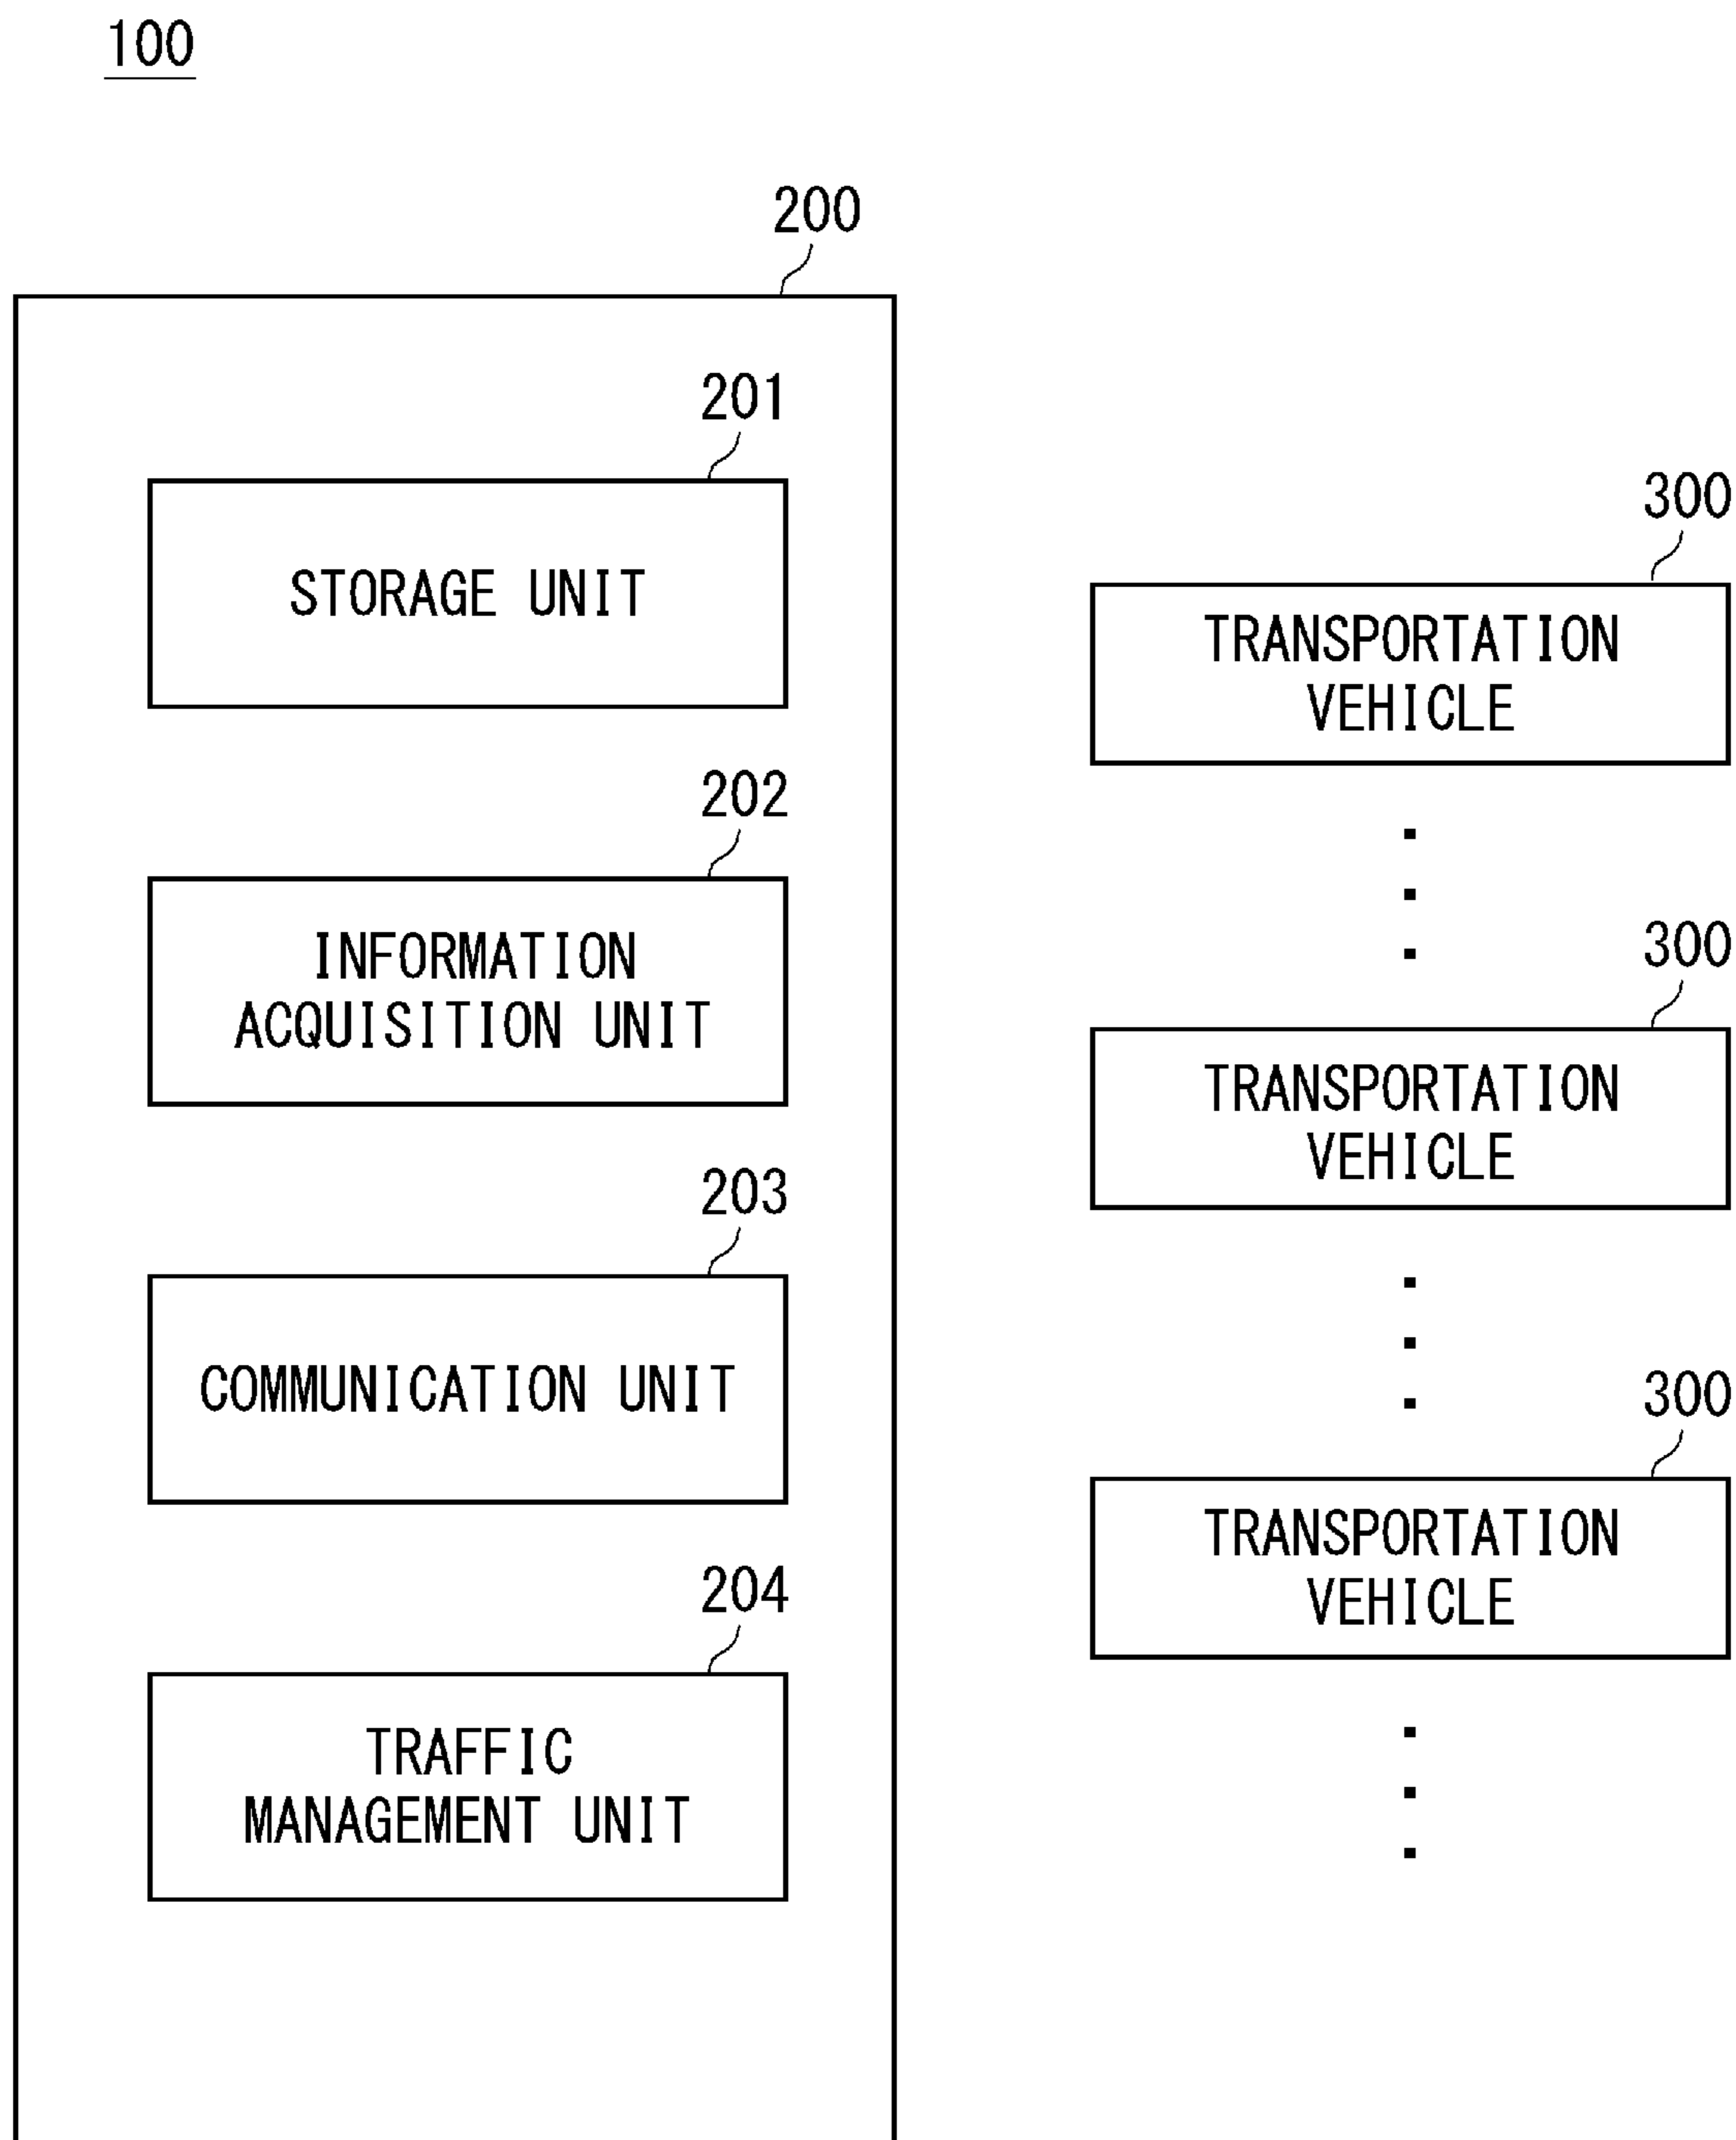 100
200
201
STORAGE UNIT
202
INFORMATION
ACQUISITION UNIT
203
COMMUNICATION UNIT
204
TRAFFIC
MANAGEMENT UNIT
300
TRANSPORTATION
VEHICLE
300
TRANSPORTATION
VEHICLE
300
TRANSPORTATION
VEHICLE